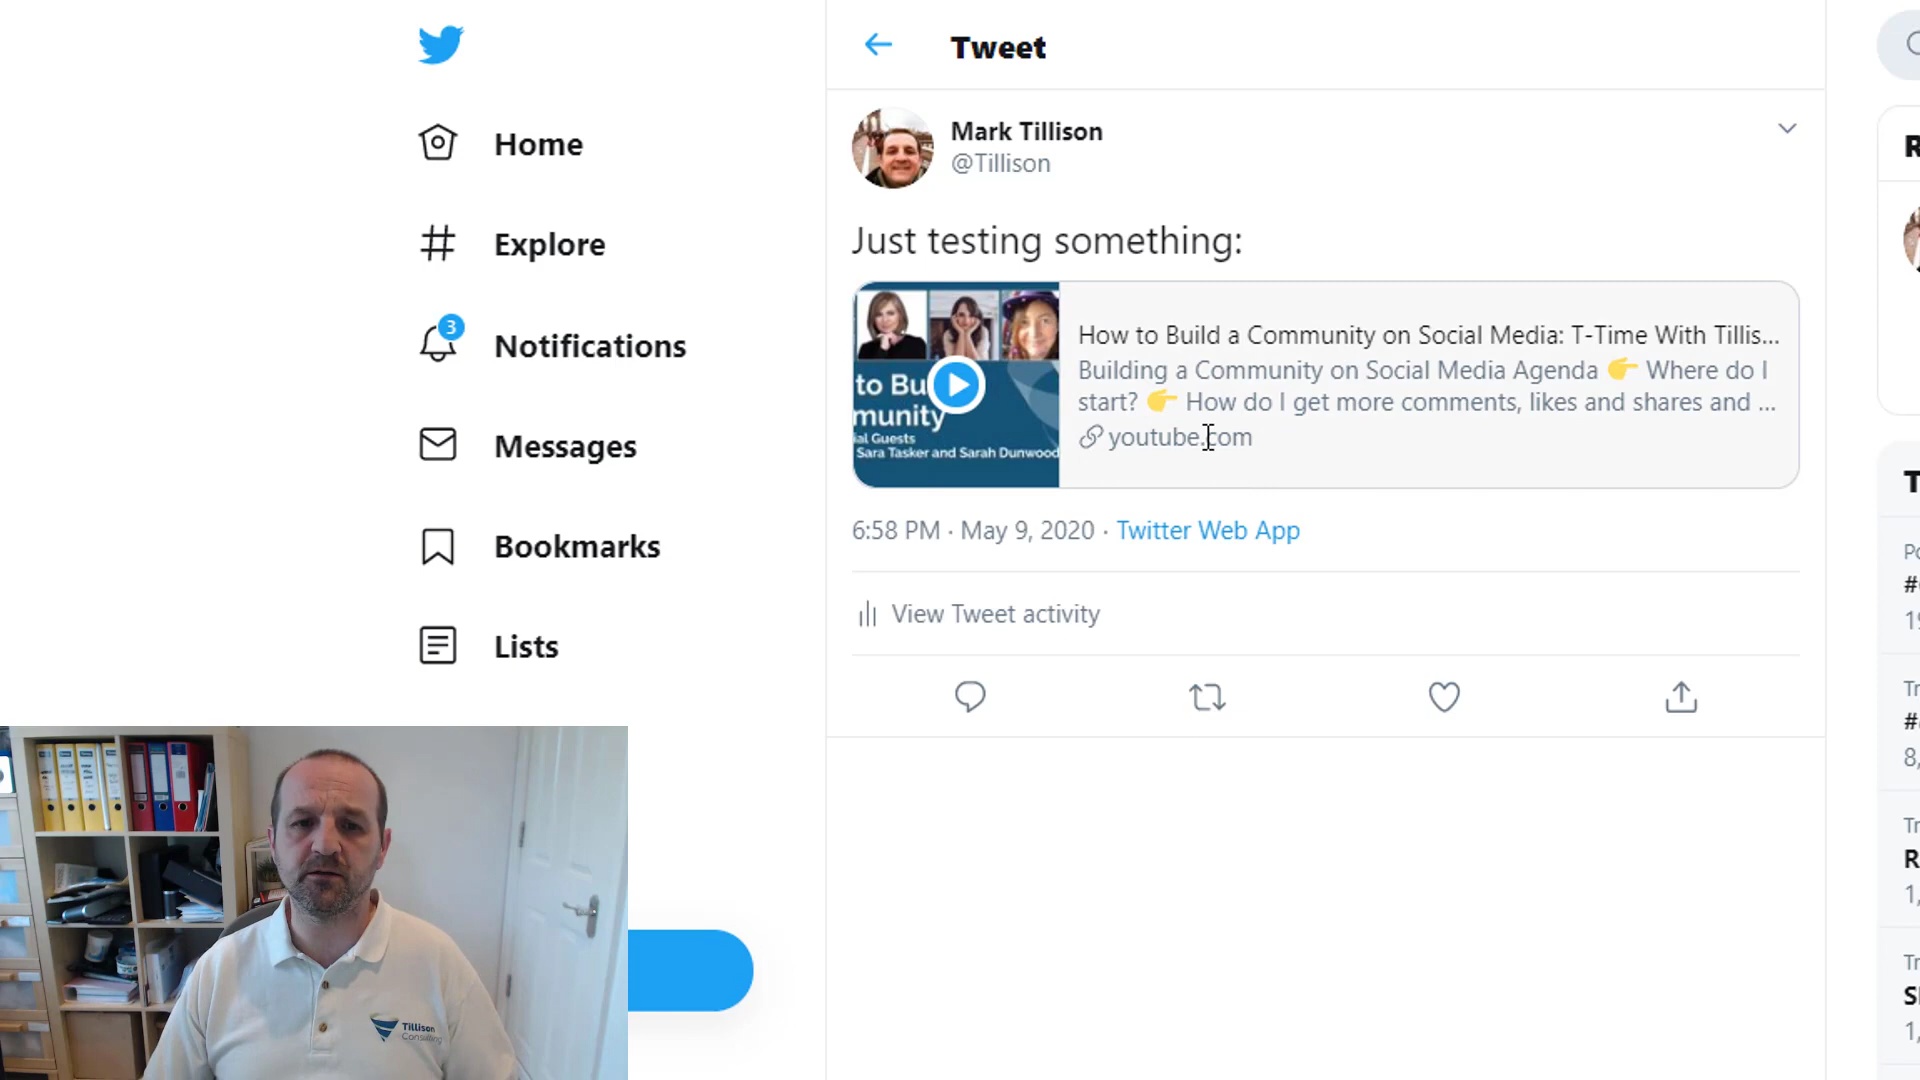 Home
Explore
3
Notifications
Messages
Bookmarks
Lists
Tweet
Mark Tillison
@Tillison
Just testing something:
to Bu
munity
ial Guests
Sara Tasker and Sarah Dunwood
How to Build a Community on Social Media: T-Time With Tillis...
Building a Community on Social Media Agenda 👉 Where do I
start? 👉 How do I get more comments, likes and shares and ...
youtube.com
6:58 PM · May 9, 2020 · Twitter Web App
View Tweet activity
Tillison
Consulting